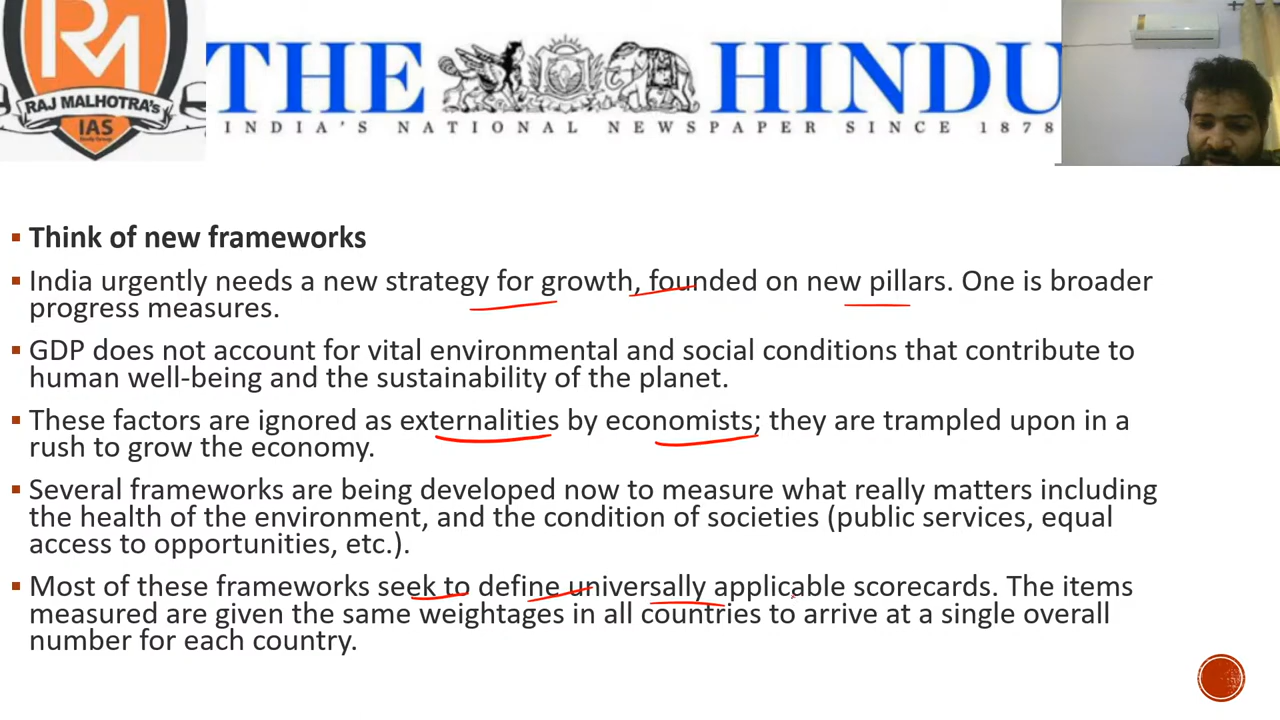 RM
RAJ MALHOTRA's
IAS
THE HINDU
INDIA'S NATIONAL NEWSPAPER SINCE 1878
Think of new frameworks
India urgently needs a new strategy for growth, founded on new pillars. One is broader
progress measures.
GDP does not account for vital environmental and social conditions that contribute to
human well-being and the sustainability of the planet.
These factors are ignored as externalities by economists; they are trampled upon in a
rush to grow the economy.
Several frameworks are being developed now to measure what really matters including
the health of the environment, and the condition of societies (public services, equal
access to opportunities, etc.).
Most of these frameworks seek to define universally applicable scorecards. The items
measured are given the same weightages in all countries to arrive at a single overall
number for each country.